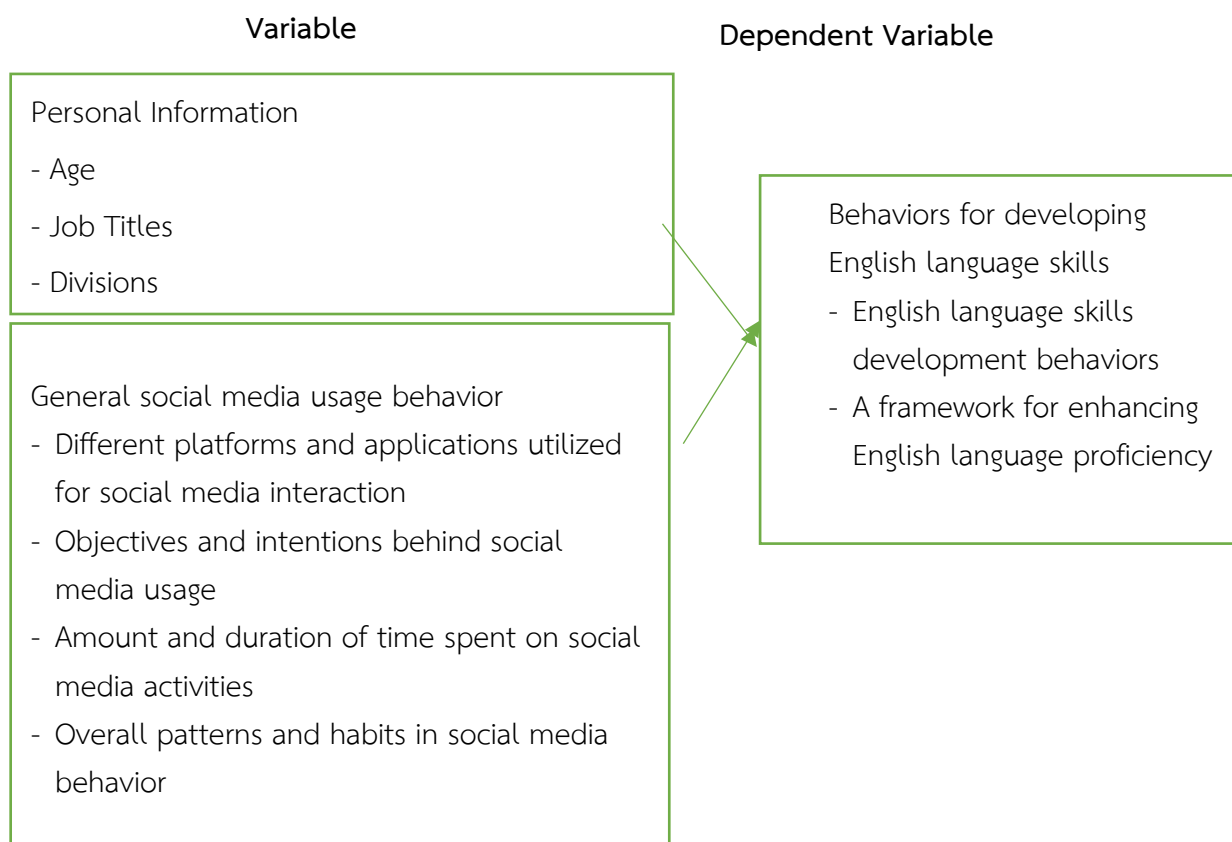 Variable
Dependent Variable
Personal Information
- Age
- Job Titles
- Divisions
General social media usage behavior
- Different platforms and applications utilized
for social media interaction
- Objectives and intentions behind social
media usage
- Amount and duration of time spent on social
media activities
- Overall patterns and habits in social media
behavior
Behaviors for developing
English language skills
- English language skills
development behaviors
- A framework for enhancing
English language proficiency